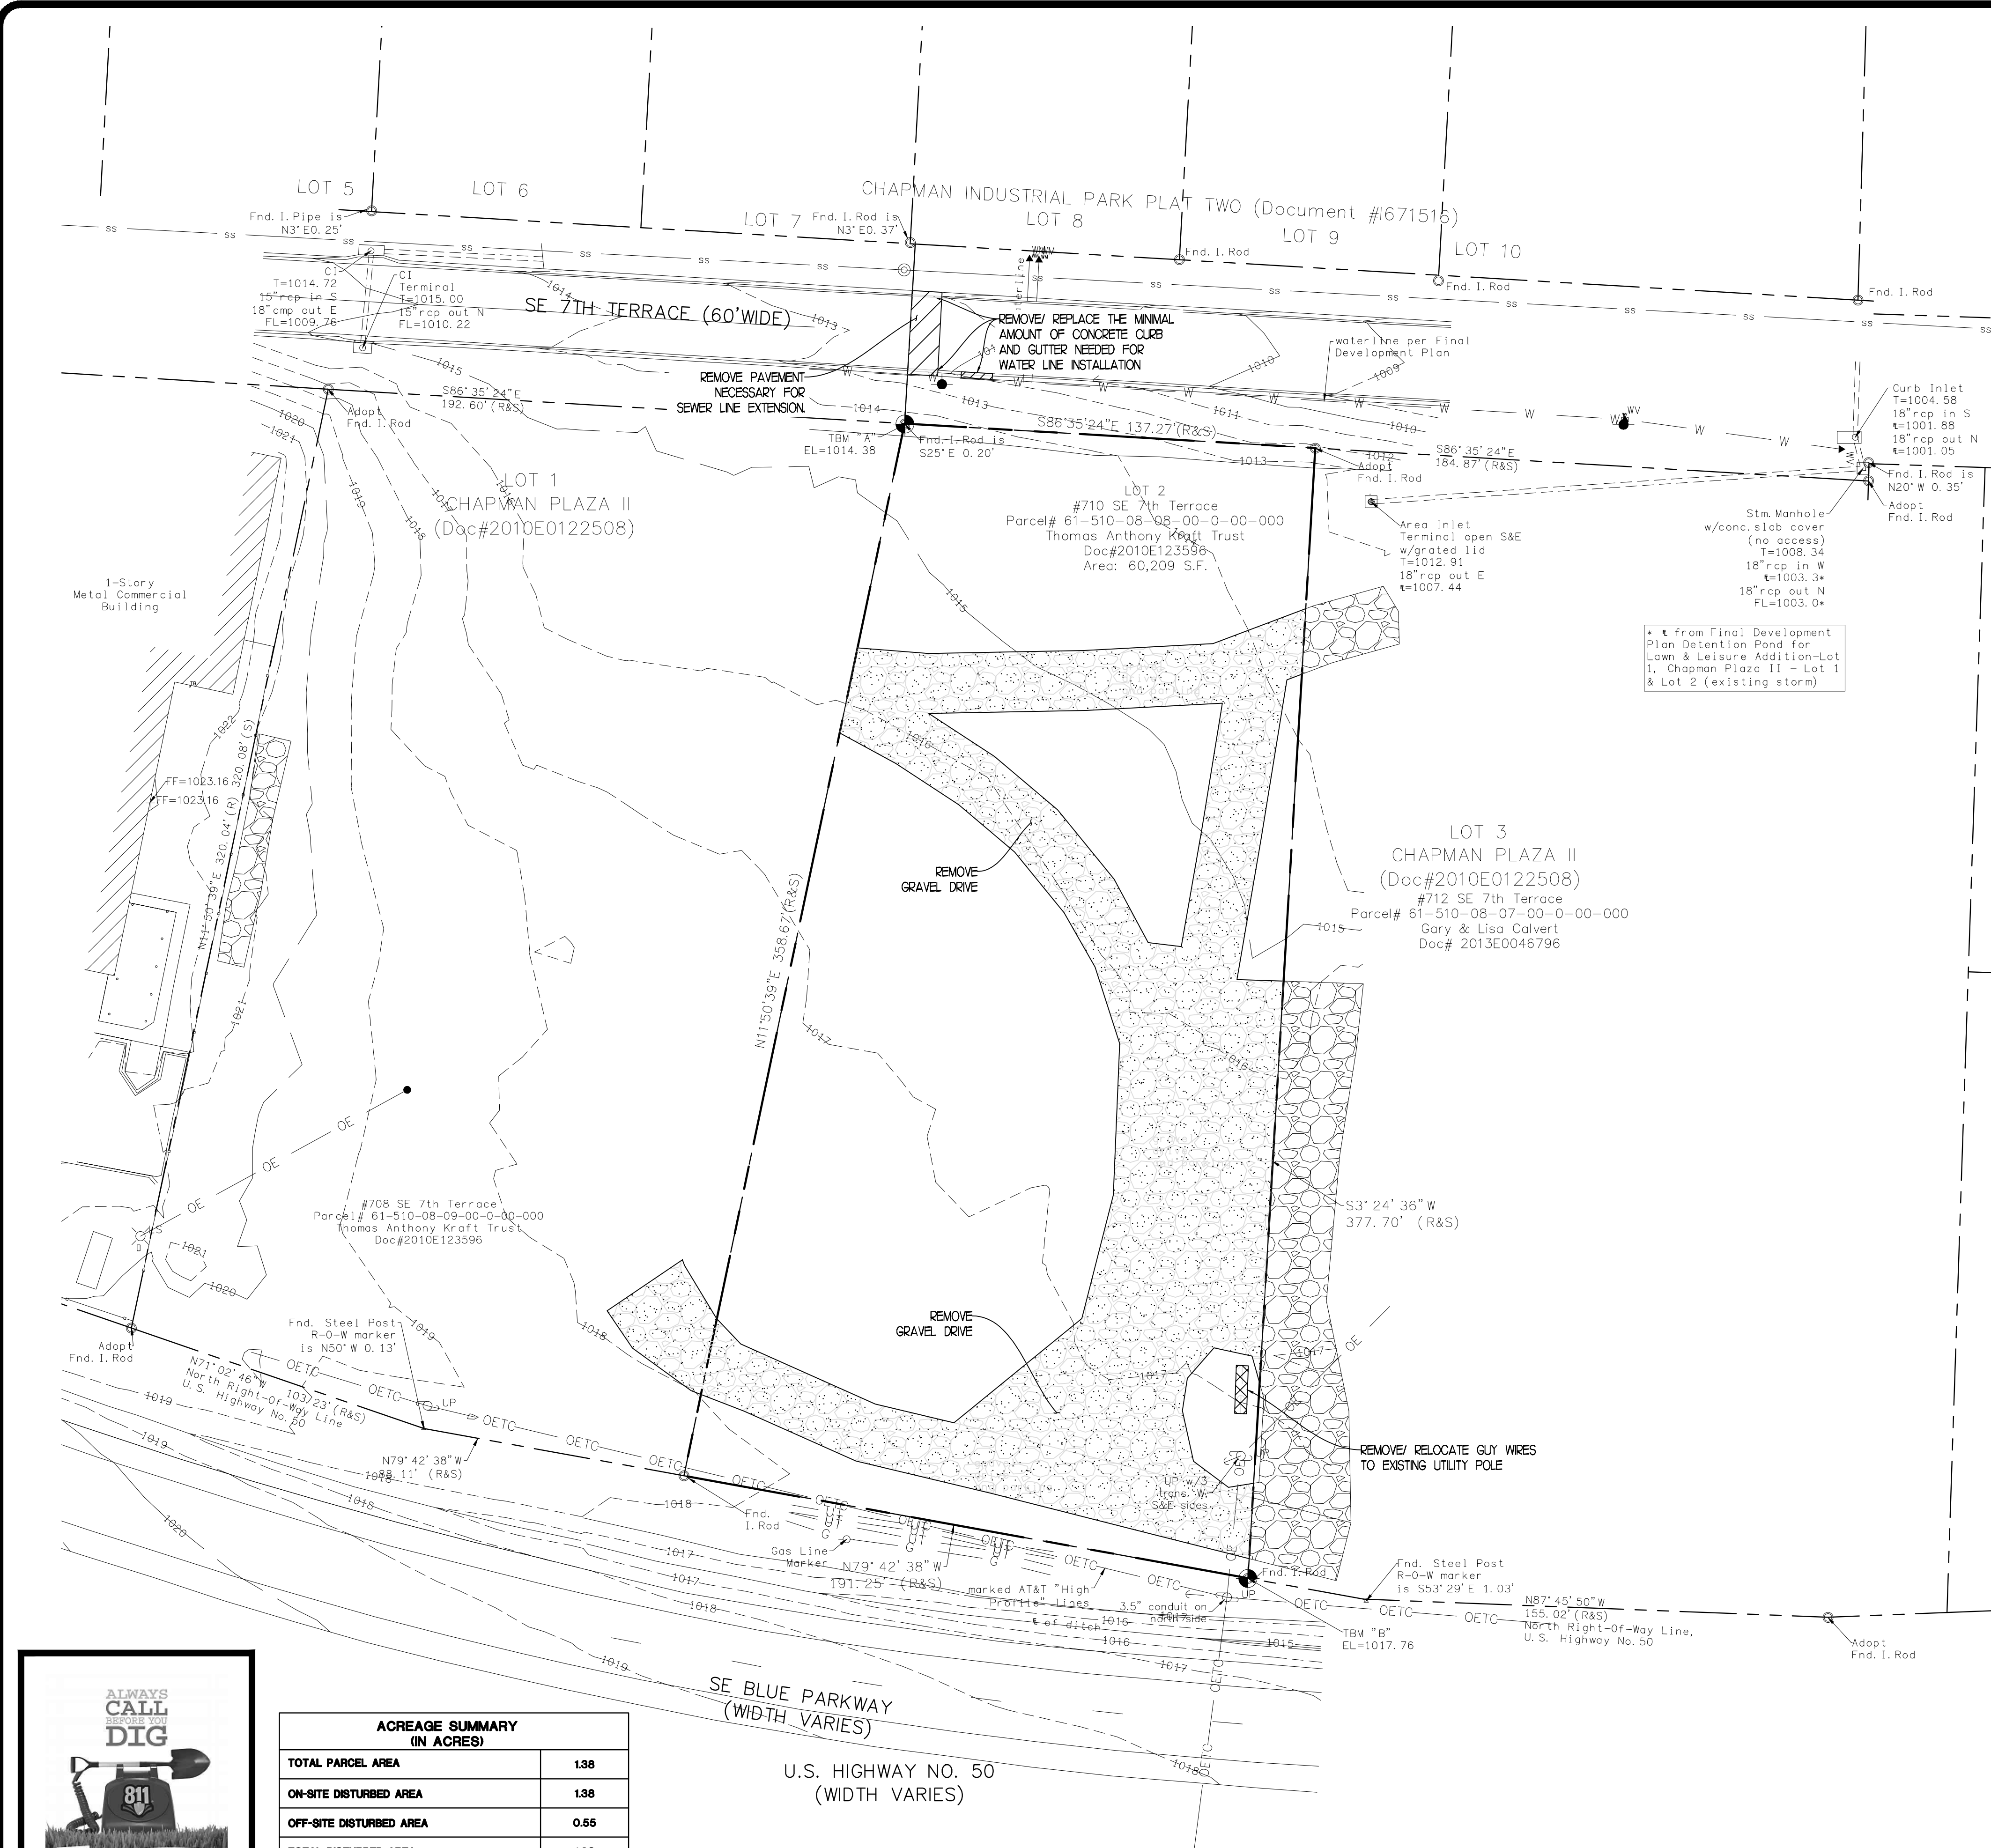 LOT 5
LOT 6
CHAPMAN INDUSTRIAL PARK PLAT TWO (Document #I671516)
LOT 7
LOT 8
LOT 9
LOT 10
Fnd. I. Pipe is
N3°E0.25'
Fnd. I. Rod is
N3°E0.37'
Fnd. I. Rod
Fnd. I. Rod
Fnd. I. Rod
CI
T=1014.72
15"rcp in S
18"cmp out E
FL=1009.76
CI
Terminal
T=1015.00
15"rcp out N
FL=1010.22
SE 7TH TERRACE (60'WIDE)
REMOVE/ REPLACE THE MINIMAL
AMOUNT OF CONCRETE CURB
AND GUTTER NEEDED FOR
WATER LINE INSTALLATION
waterline per Final
Development Plan
REMOVE PAVEMENT
NECESSARY FOR
SEWER LINE EXTENSION.
S86°35'24"E
192.60'(R&S)
Adopt
Fnd. I. Rod
TBM "A"
EL=1014.38
Fnd. I. Rod is
S25°E 0.20'
S86°35'24"E 137.27'(R&S)
Adopt
Fnd. I. Rod
S86°35'24"E
184.87'(R&S)
WV
Curb Inlet
T=1004.58
18"rcp in S
℄=1001.88
18"rcp out N
℄=1001.05
Fnd. I. Rod is
N20°W 0.35'
Adopt
Fnd. I. Rod
Stm. Manhole
w/conc. slab cover
(no access)
T=1008.34
18"rcp in W
℄=1003.3*
18"rcp out N
FL=1003.0*
Area Inlet
Terminal open S&E
w/grated lid
T=1012.91
18"rcp out E
℄=1007.44
* ℄ from Final Development
Plan Detention Pond for
Lawn & Leisure Addition-Lot
1, Chapman Plaza II - Lot 1
& Lot 2 (existing storm)
LOT 1
CHAPMAN PLAZA II
(Doc#2010E0122508)
LOT 2
#710 SE 7th Terrace
Parcel# 61-510-08-08-00-0-00-000
Thomas Anthony Kraft Trust
Doc#2010E123596
Area: 60,209 S.F.
1-Story
Metal Commercial
Building
FF=1023.16
FF=1023.16
N11°50'39"E 320.04'(R) 320.08'(S)
N11°50'39"E 358.67'(R&S)
REMOVE
GRAVEL DRIVE
LOT 3
CHAPMAN PLAZA II
(Doc#2010E0122508)
#712 SE 7th Terrace
Parcel# 61-510-08-07-00-0-00-000
Gary & Lisa Calvert
Doc# 2013E0046796
S3°24'36"W
377.70' (R&S)
#708 SE 7th Terrace
Parcel# 61-510-08-09-00-0-00-000
Thomas Anthony Kraft Trust
Doc#2010E123596
LS
REMOVE
GRAVEL DRIVE
Fnd. Steel Post
R-O-W marker
is N50°W 0.13'
Adopt
Fnd. I. Rod
N71°02'46"W 103.23'(R&S)
North Right-Of-Way Line
U.S. Highway No. 50
UP
N79°42'38"W
88.11' (R&S)
REMOVE/ RELOCATE GUY WIRES
TO EXISTING UTILITY POLE
UP w/3
trans. W,
S&E sides
Fnd.
I. Rod
Gas Line
Marker
N79°42'38"W
191.25' (R&S)
marked AT&T "High
Profile" lines
3.5" conduit on
north side
℄ of ditch
UP
Fnd. I. Rod
Fnd. Steel Post
R-O-W marker
is S53°29'E 1.03'
TBM "B"
EL=1017.76
N87°45'50"W
155.02'(R&S)
North Right-Of-Way Line,
U.S. Highway No. 50
Adopt
Fnd. I. Rod
SE BLUE PARKWAY
(WIDTH VARIES)
U.S. HIGHWAY NO. 50
(WIDTH VARIES)
ALWAYS
CALL
BEFORE YOU
DIG
811
ACREAGE SUMMARY
(IN ACRES)
TOTAL PARCEL AREA 1.38
ON-SITE DISTURBED AREA 1.38
OFF-SITE DISTURBED AREA 0.55